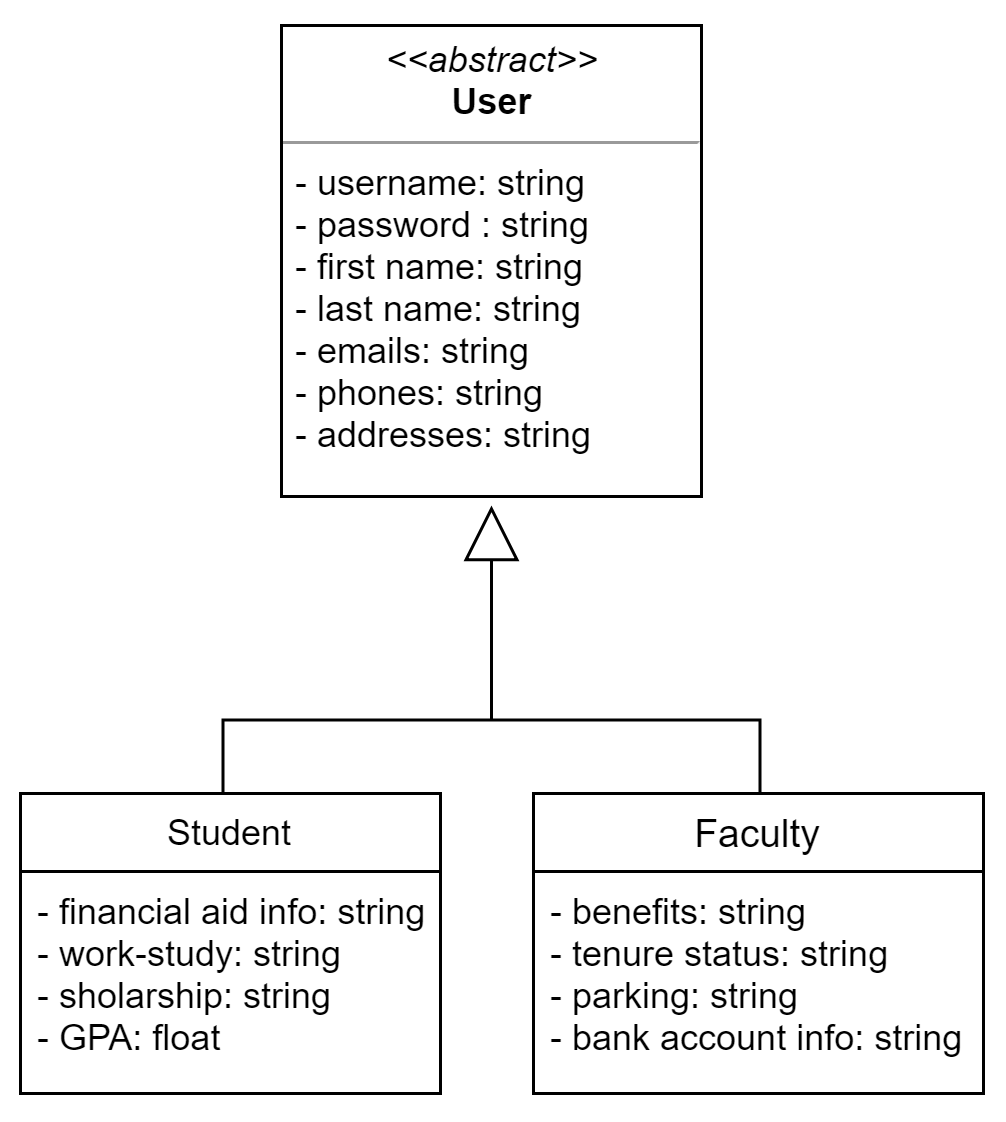 <<abstract>>
User
- username: string
- password : string
- first name: string
- last name: string
- emails: string
- phones: string
- addresses: string
Student
- financial aid info: string
- work-study: string
- sholarship: string
- GPA: float
Faculty
- benefits: string
- tenure status: string
- parking: string
- bank account info: string